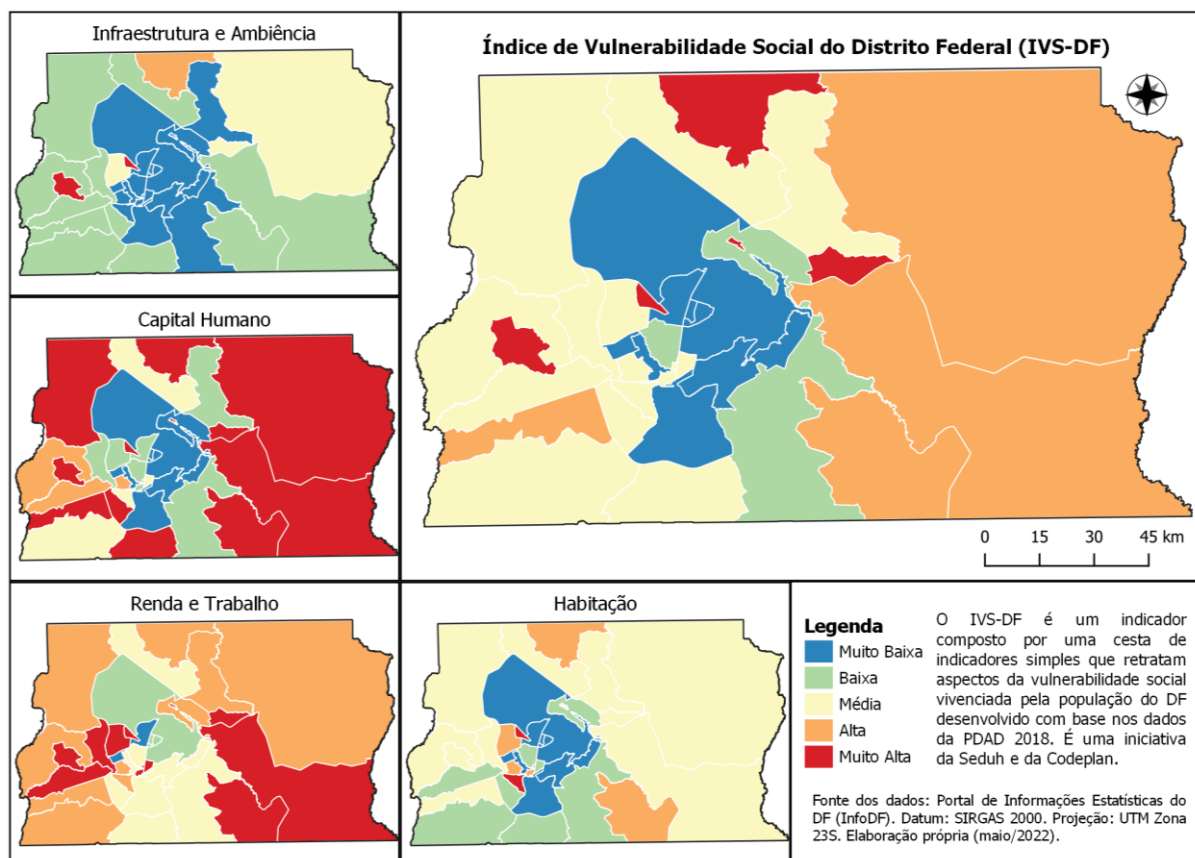 Infraestrutura e Ambiência
Índice de Vulnerabilidade Social do Distrito Federal (IVS-DF)
Capital Humano
0 15 30 45 km
Renda e Trabalho
Habitação
Legenda
Muito Baixa
Baixa
Média
Alta
Muito Alta
O IVS-DF é um indicador
composto por uma cesta de
indicadores simples que retratam
aspectos da vulnerabilidade social
vivenciada pela população do DF
desenvolvido com base nos dados
da PDAD 2018. É uma iniciativa
da Seduh e da Codeplan.
Fonte dos dados: Portal de Informações Estatísticas do
DF (InfoDF). Datum: SIRGAS 2000. Projeção: UTM Zona
23S. Elaboração própria (maio/2022).